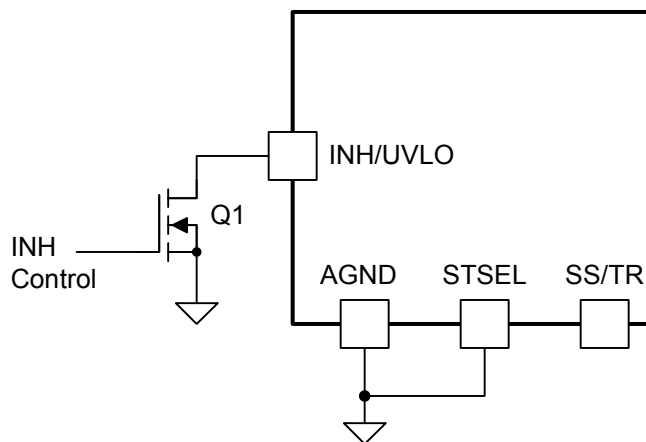 INH/UVLO
Q1
INH
Control
AGND STSEL SS/TR